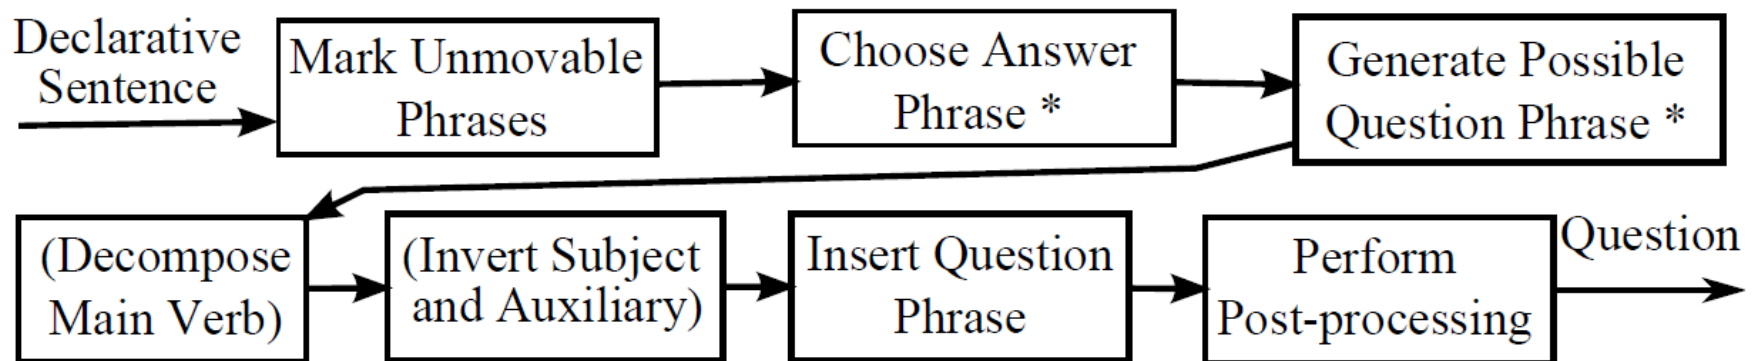 Declarative
Sentence
Mark Unmovable
Phrases
Choose Answer
Phrase *
Generate Possible
Question Phrase *
(Decompose
Main Verb)
(Invert Subject
and Auxiliary)
Insert Question
Phrase
Perform
Post-processing
Question